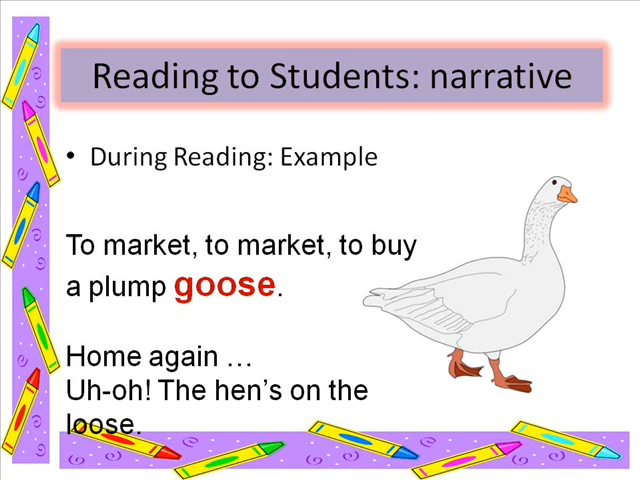 Reading to Students: narrative
• During Reading: Example
To market, to market, to buy
a plump goose.
Home again …
Uh-oh! The hen’s on the
loose.